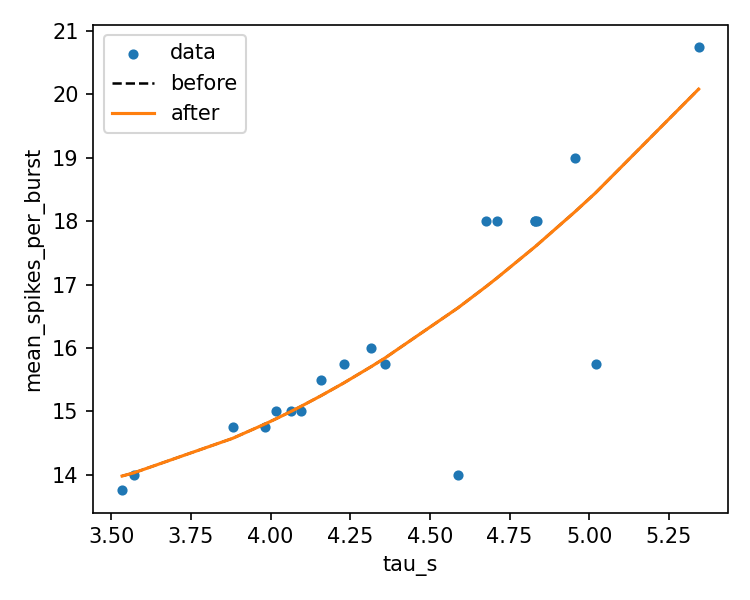 data
before
after
21
20
19
18
17
16
15
14
mean_spikes_per_burst
3.50 3.75 4.00 4.25 4.50 4.75 5.00 5.25
tau_s